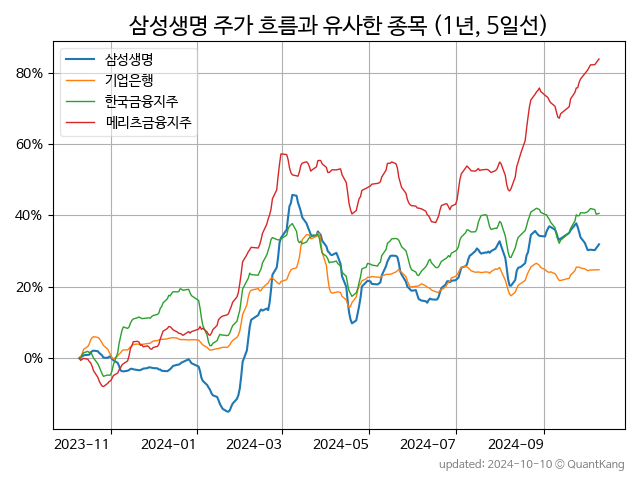 삼성생명 주가 흐름과 유사한 종목 (1년, 5일선)
삼성생명
기업은행
한국금융지주
메리츠금융지주
80%
60%
40%
20%
0%
2023-11 2024-01 2024-03 2024-05 2024-07 2024-09
updated: 2024-10-10 © QuantKang